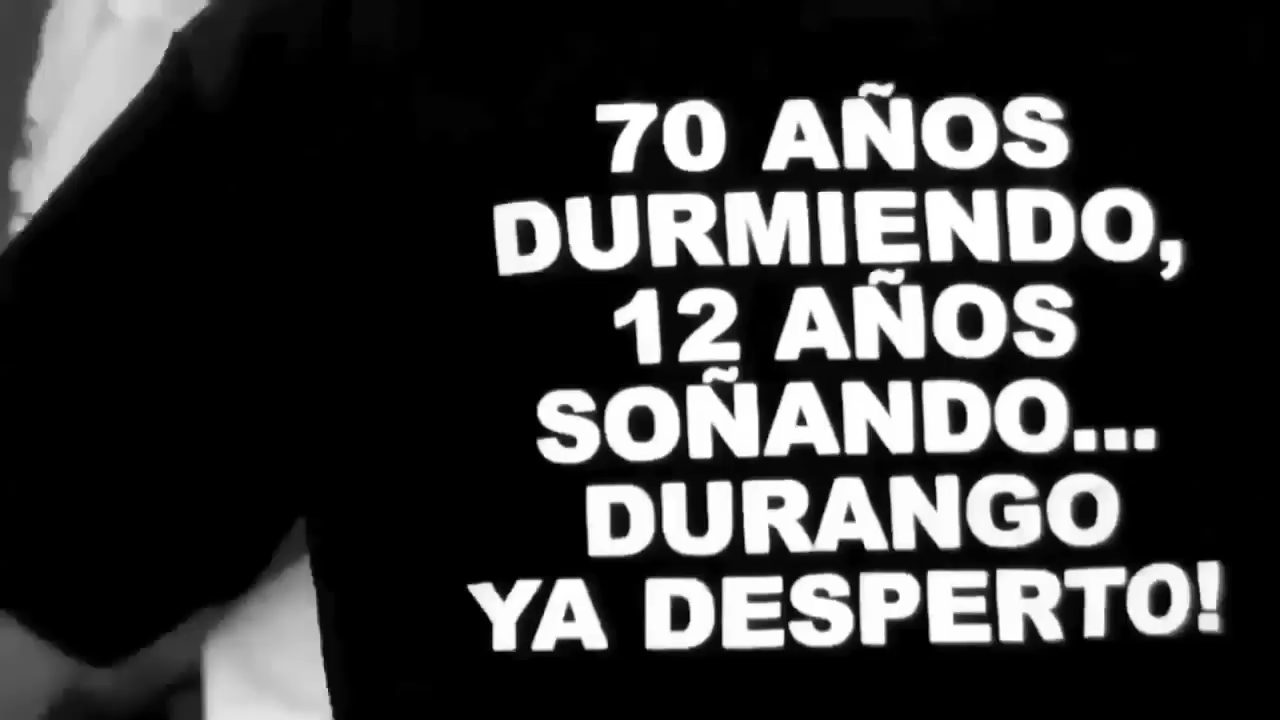 70 AÑOS
DURMIENDO,
12 AÑOS
SOÑANDO...
DURANGO
YA DESPERTO!